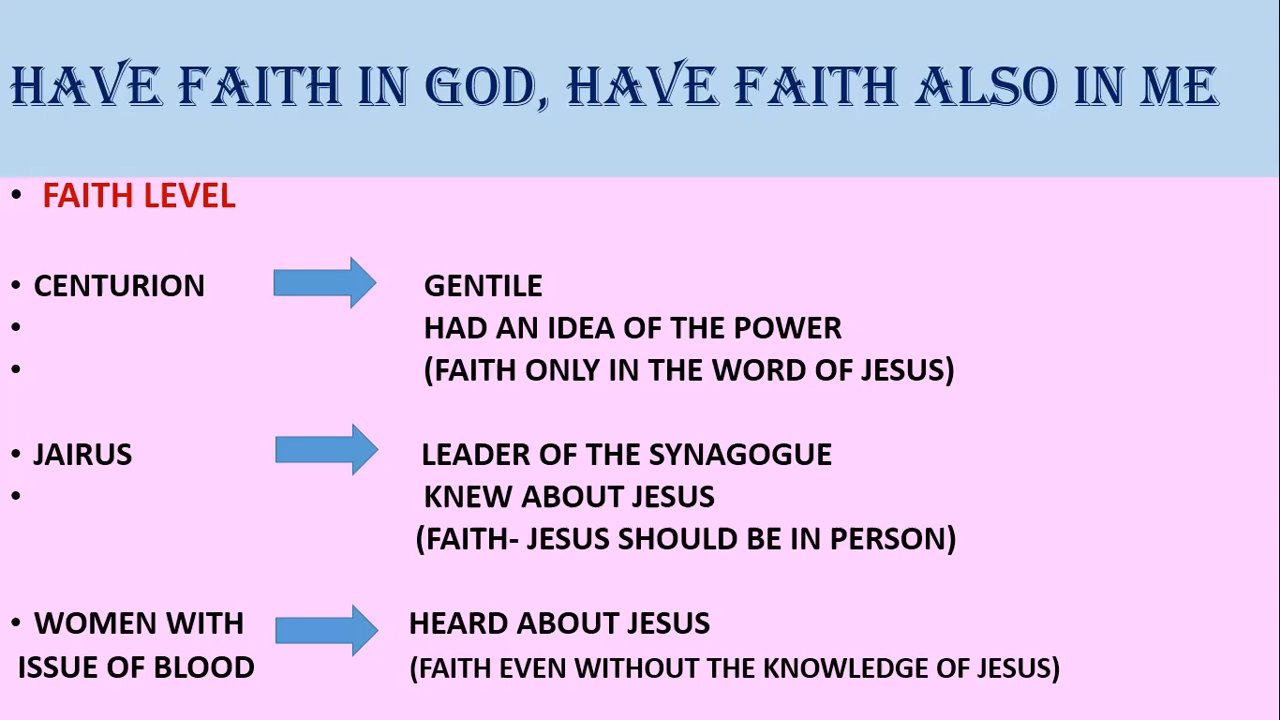 HAVE FAITH IN GOD, HAVE FAITH ALSO IN ME
• FAITH LEVEL
• CENTURION GENTILE
• HAD AN IDEA OF THE POWER
• (FAITH ONLY IN THE WORD OF JESUS)
• JAIRUS LEADER OF THE SYNAGOGUE
• KNEW ABOUT JESUS
(FAITH- JESUS SHOULD BE IN PERSON)
• WOMEN WITH HEARD ABOUT JESUS
ISSUE OF BLOOD (FAITH EVEN WITHOUT THE KNOWLEDGE OF JESUS)